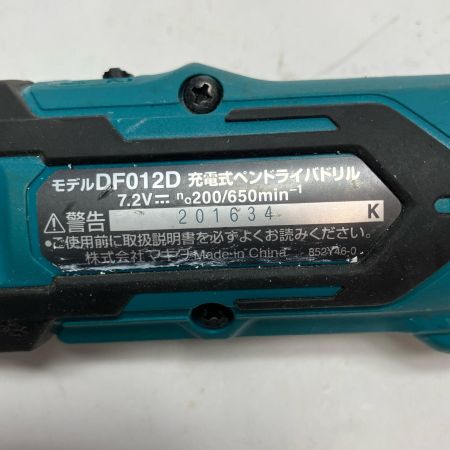 モデルDF012D 充電式ペンドライバドリル
7.2V⎓ n₀200/650min⁻¹
⚠警告 201634 K
●ご使用前に取扱説明書を必ずよくお読みください。
株式会社マキタ Made in China 852Y46-0